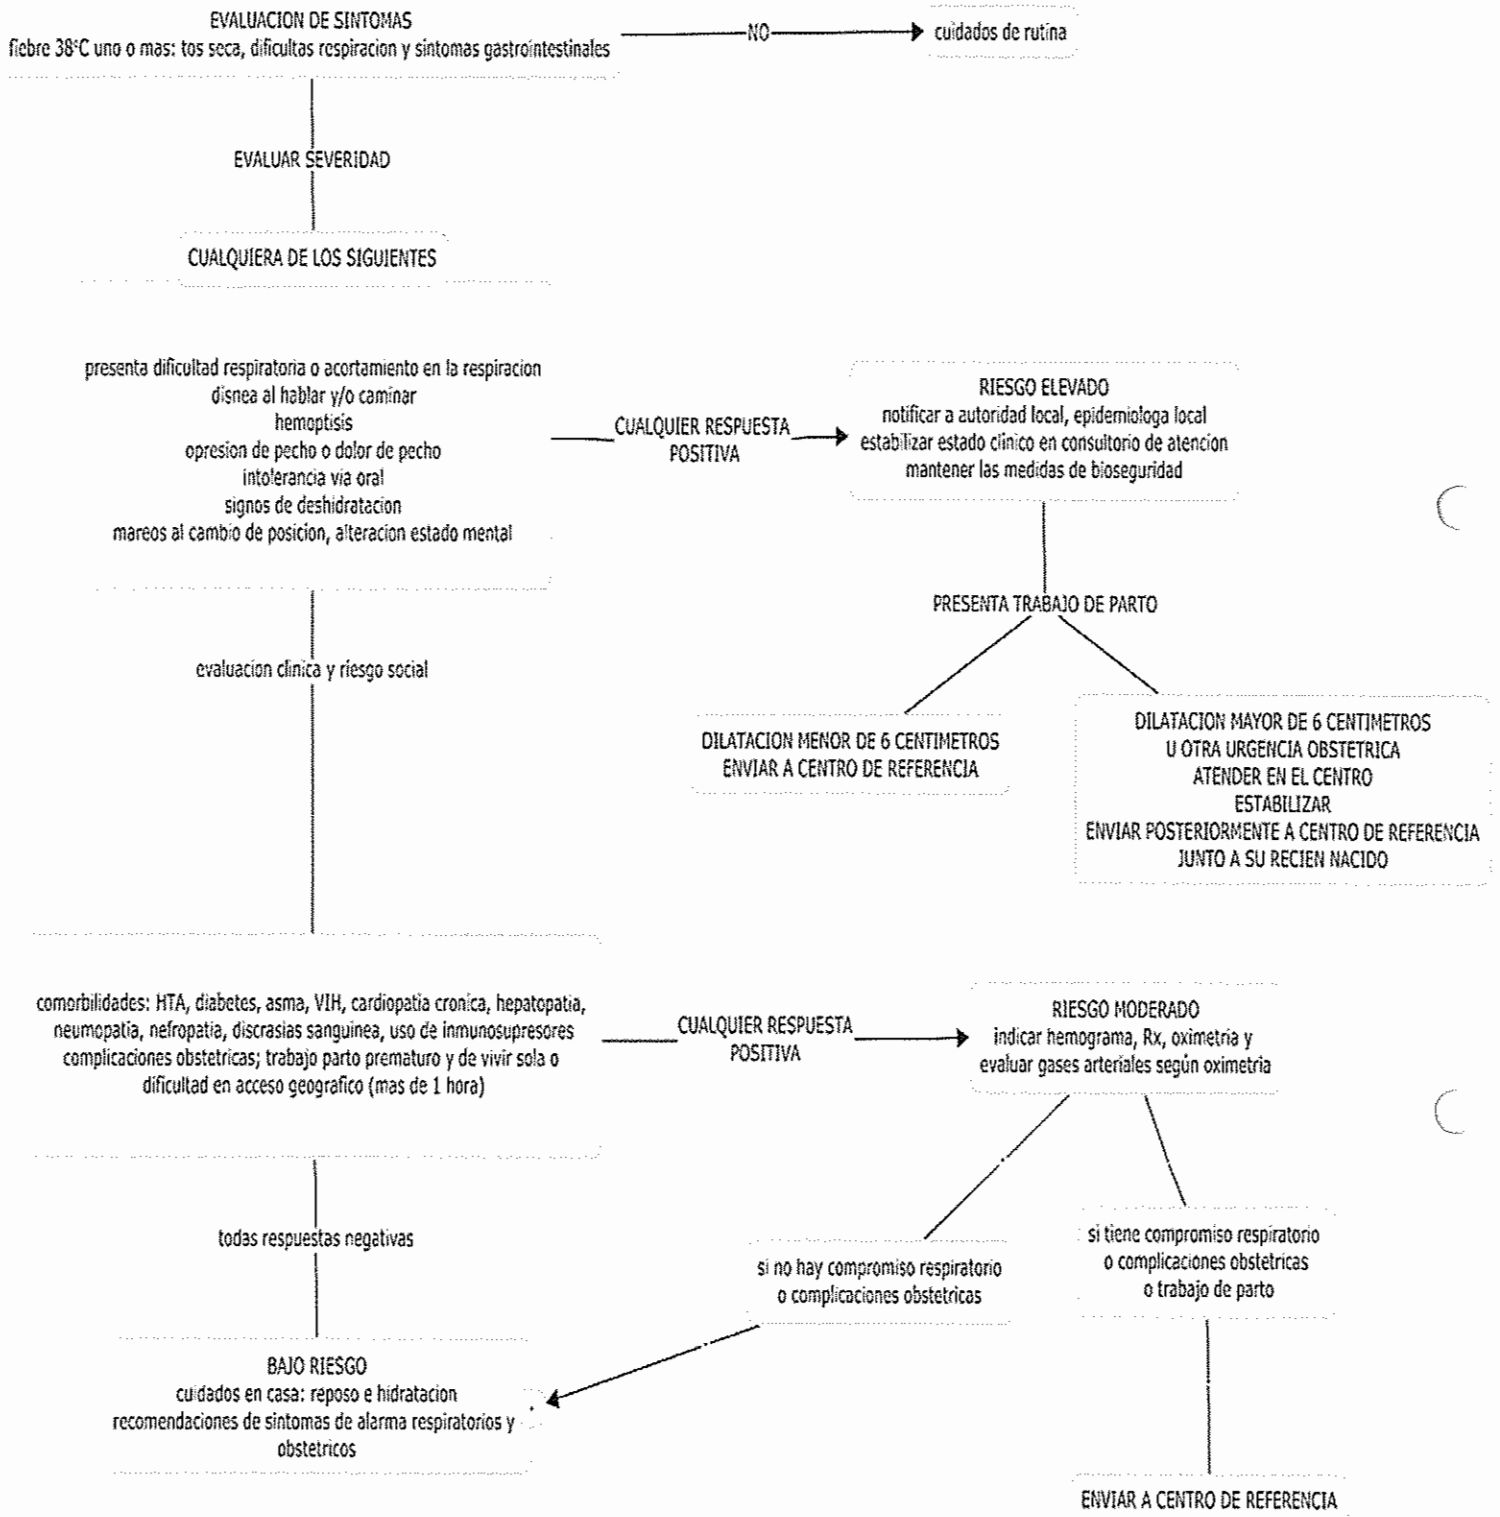 EVALUACION DE SINTOMAS
fiebre 38°C uno o mas: tos seca, dificultas respiracion y sintomas gastrointestinales
NO
cuidados de rutina
EVALUAR SEVERIDAD
CUALQUIERA DE LOS SIGUIENTES
presenta dificultad respiratoria o acortamiento en la respiracion
disnea al hablar y/o caminar
hemoptisis
opresion de pecho o dolor de pecho
intolerancia via oral
signos de deshidratacion
mareos al cambio de posicion, alteracion estado mental
CUALQUIER RESPUESTA
POSITIVA
RIESGO ELEVADO
notificar a autoridad local, epidemiologa local
estabilizar estado clinico en consultorio de atencion
mantener las medidas de bioseguridad
PRESENTA TRABAJO DE PARTO
DILATACION MENOR DE 6 CENTIMETROS
ENVIAR A CENTRO DE REFERENCIA
DILATACION MAYOR DE 6 CENTIMETROS
U OTRA URGENCIA OBSTETRICA
ATENDER EN EL CENTRO
ESTABILIZAR
ENVIAR POSTERIORMENTE A CENTRO DE REFERENCIA
JUNTO A SU RECIEN NACIDO
evaluacion clinica y riesgo social
comorbilidades: HTA, diabetes, asma, VIH, cardiopatia cronica, hepatopatia,
neumopatia, nefropatia, discrasias sanguinea, uso de inmunosupresores
complicaciones obstetricas; trabajo parto prematuro y de vivir sola o
dificultad en acceso geografico (mas de 1 hora)
CUALQUIER RESPUESTA
POSITIVA
RIESGO MODERADO
indicar hemograma, Rx, oximetria y
evaluar gases arteriales según oximetria
todas respuestas negativas
si no hay compromiso respiratorio
o complicaciones obstetricas
si tiene compromiso respiratorio
o complicaciones obstetricas
o trabajo de parto
BAJO RIESGO
cuidados en casa: reposo e hidratacion
recomendaciones de sintomas de alarma respiratorios y
obstetricos
ENVIAR A CENTRO DE REFERENCIA